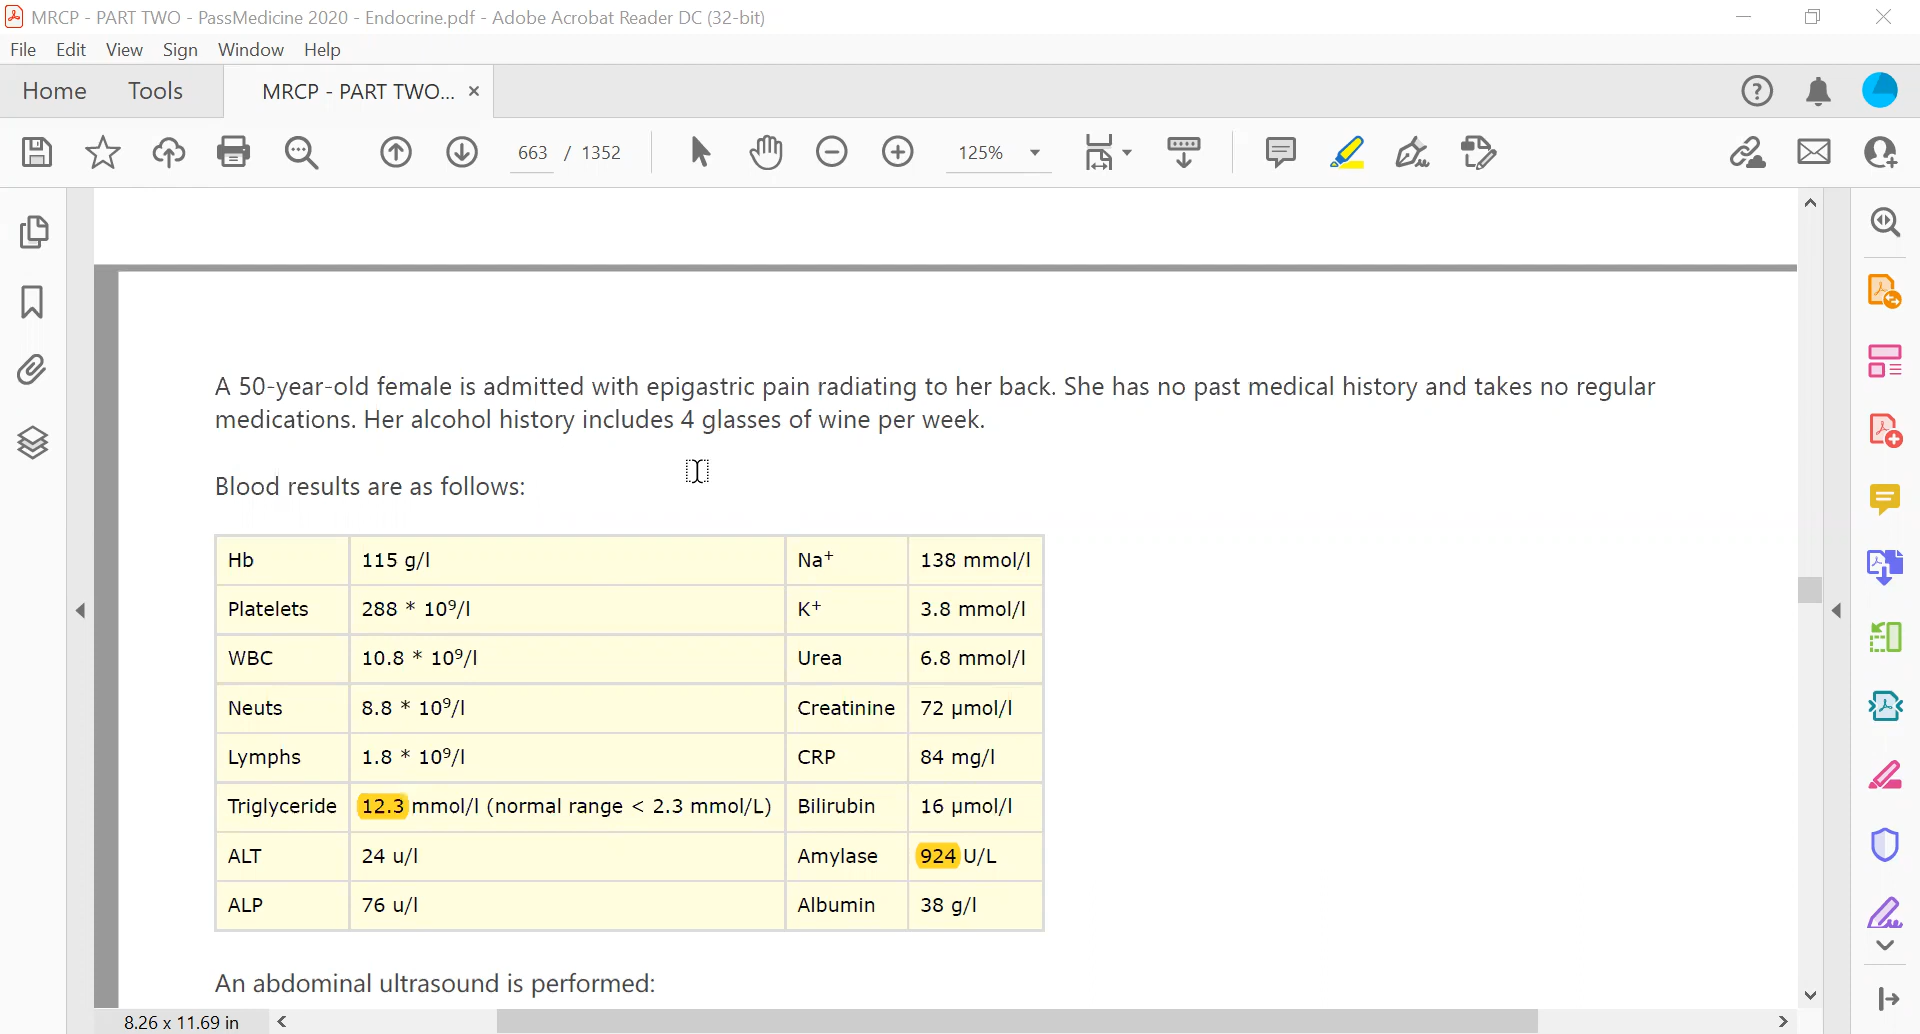 MRCP - PART TWO - PassMedicine 2020 - Endocrine.pdf - Adobe Acrobat Reader DC (32-bit)
File Edit View Sign Window Help
Home Tools MRCP - PART TWO... ×
663 / 1352 125%
A 50-year-old female is admitted with epigastric pain radiating to her back. She has no past medical history and takes no regular
medications. Her alcohol history includes 4 glasses of wine per week.
Blood results are as follows:
Hb 115 g/l Na⁺ 138 mmol/l
Platelets 288 * 10⁹/l K⁺ 3.8 mmol/l
WBC 10.8 * 10⁹/l Urea 6.8 mmol/l
Neuts 8.8 * 10⁹/l Creatinine 72 µmol/l
Lymphs 1.8 * 10⁹/l CRP 84 mg/l
Triglyceride 12.3 mmol/l (normal range < 2.3 mmol/L) Bilirubin 16 µmol/l
ALT 24 u/l Amylase 924 U/L
ALP 76 u/l Albumin 38 g/l
An abdominal ultrasound is performed:
8.26 x 11.69 in